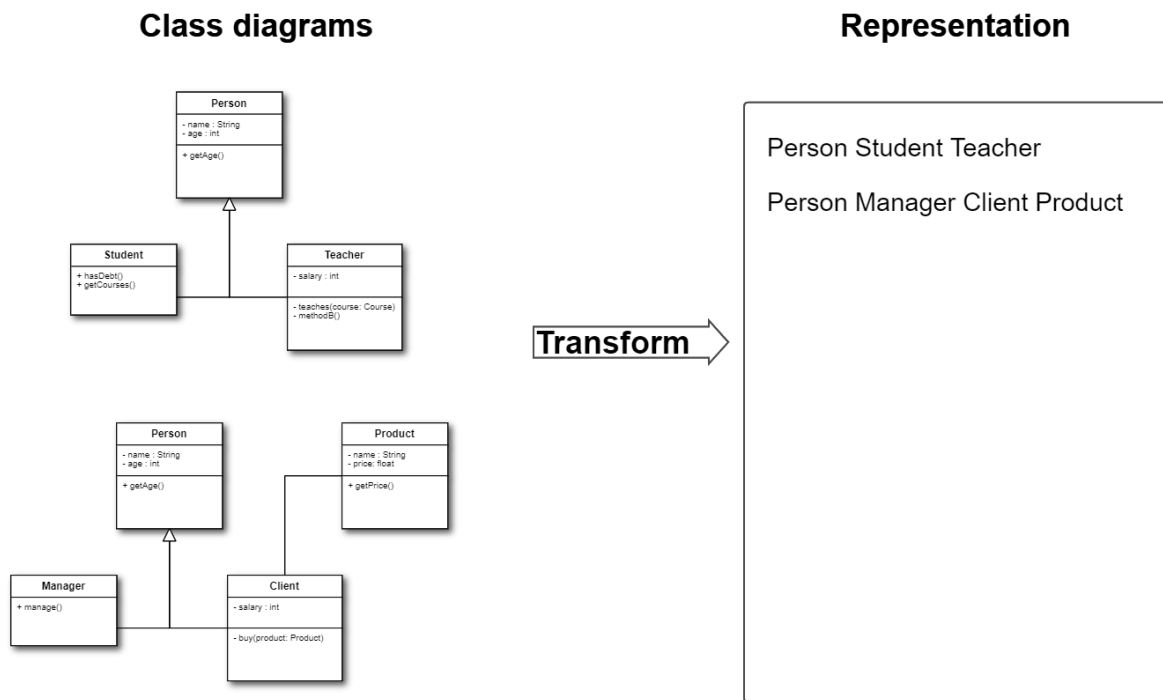 Class diagrams
Representation
Person
- name : String
- age : int
+ getAge()
Student
+ hasDebt()
+ getCourses()
Teacher
- salary : int
- teaches(course: Course)
- methodB()
Person
- name : String
- age : int
+ getAge()
Product
- name : String
- price: float
+ getPrice()
Manager
+ manage()
Client
- salary : int
- buy(product: Product)
Transform
Person Student Teacher
Person Manager Client Product